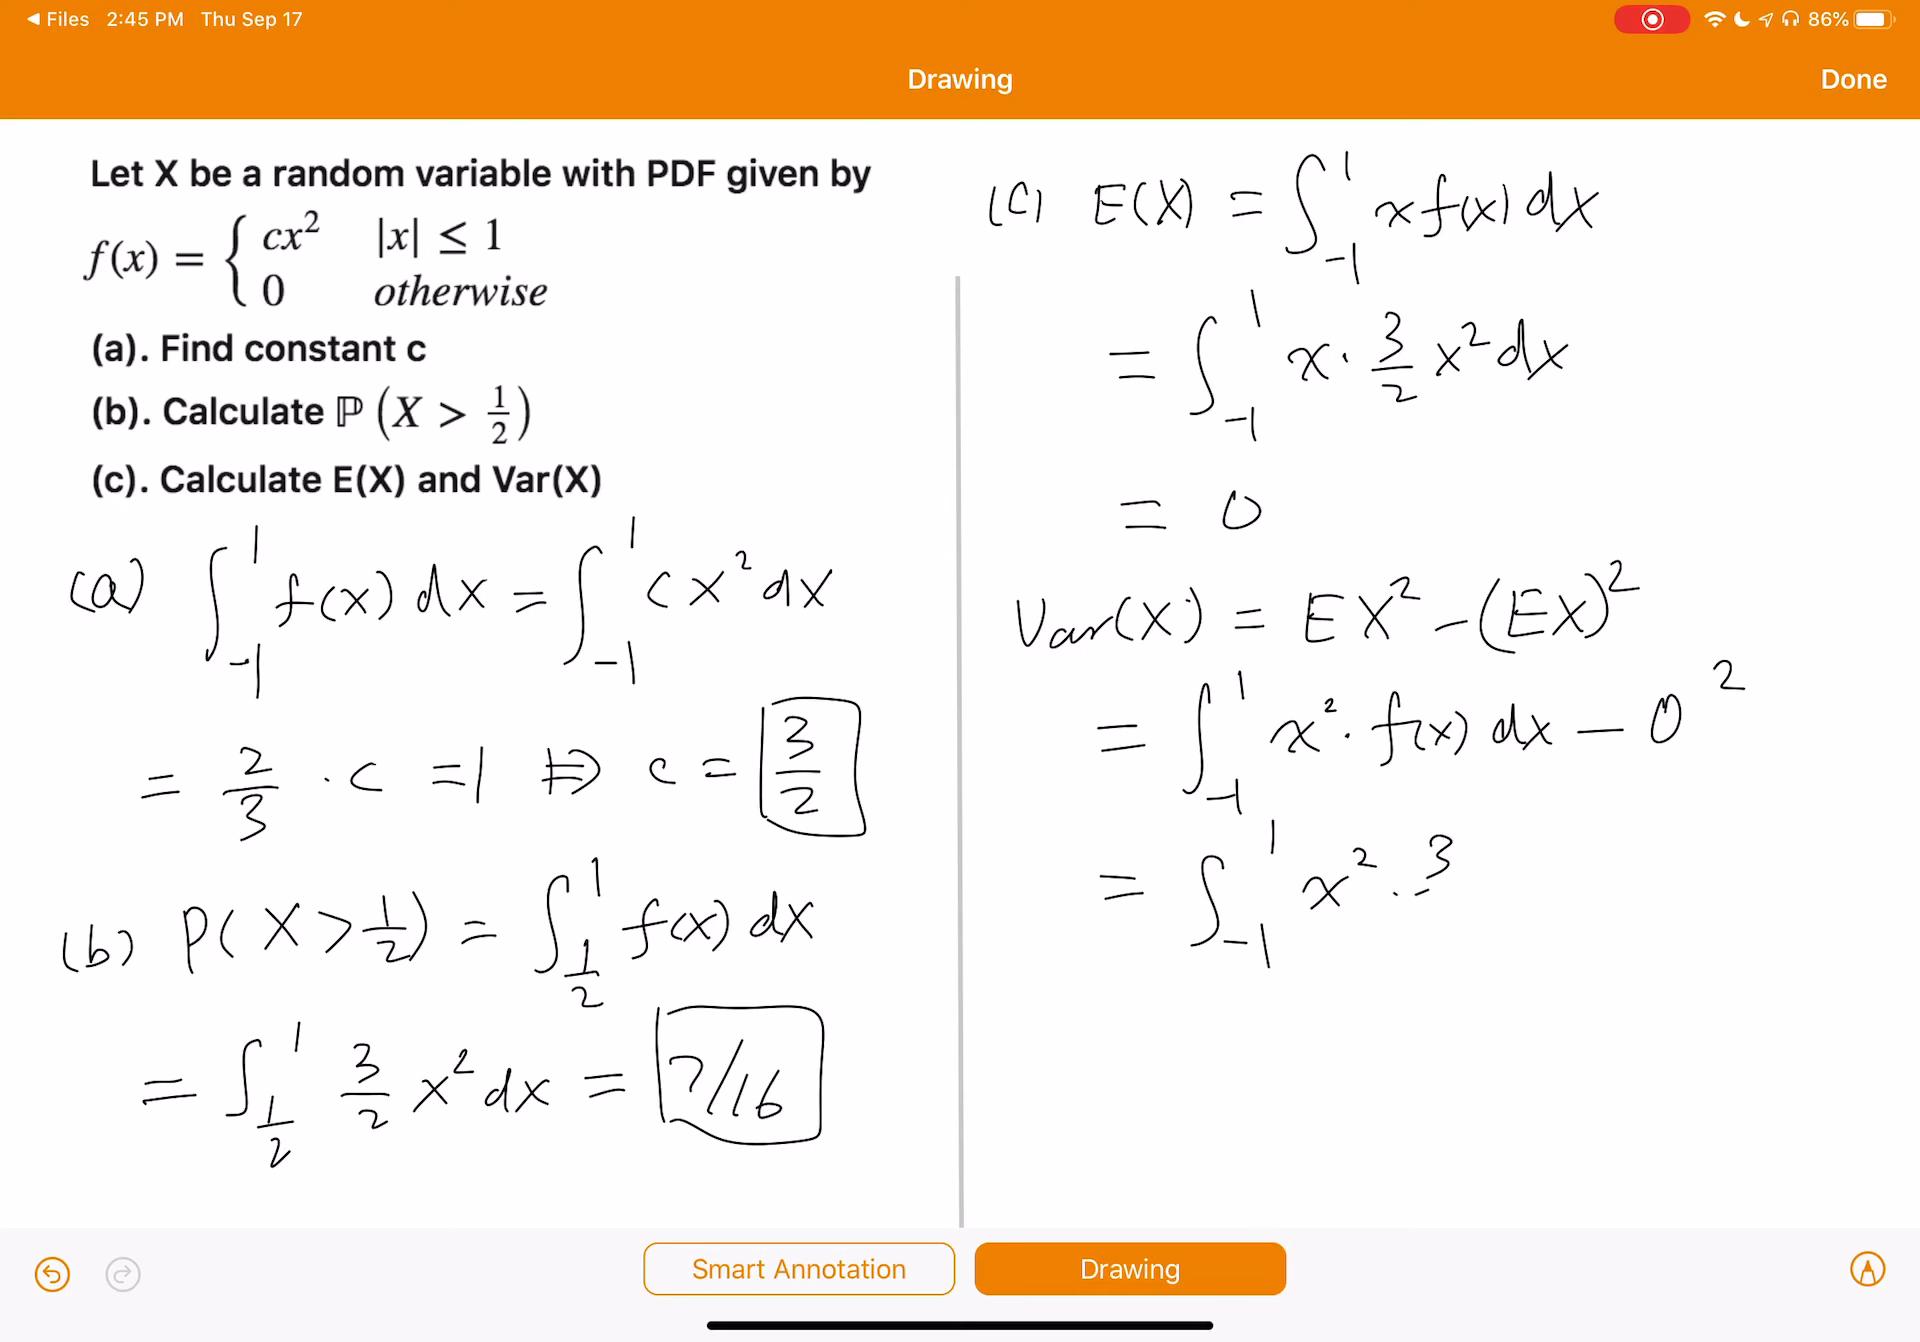 ◀ Files 2:45 PM Thu Sep 17 86%
Drawing
Done
Let X be a random variable with PDF given by
f(x) = { cx² |x| ≤ 1
0 otherwise
(a). Find constant c
(b). Calculate ℙ (X > 1/2)
(c). Calculate E(X) and Var(X)
(a) ∫_{-1}^{1} f(x) dx = ∫_{-1}^{1} c x² dx
= 2/3 · c = 1 ⇒ c = 3/2
(b) P( X > 1/2 ) = ∫_{1/2}^{1} f(x) dx
= ∫_{1/2}^{1} 3/2 x² dx = 7/16
(c) E(X) = ∫_{-1}^{1} x f(x) dx
= ∫_{-1}^{1} x · 3/2 x² dx
= 0
Var(X) = EX² - (EX)²
= ∫_{-1}^{1} x² · f(x) dx - 0²
= ∫_{-1}^{1} x² · 3
Smart Annotation
Drawing